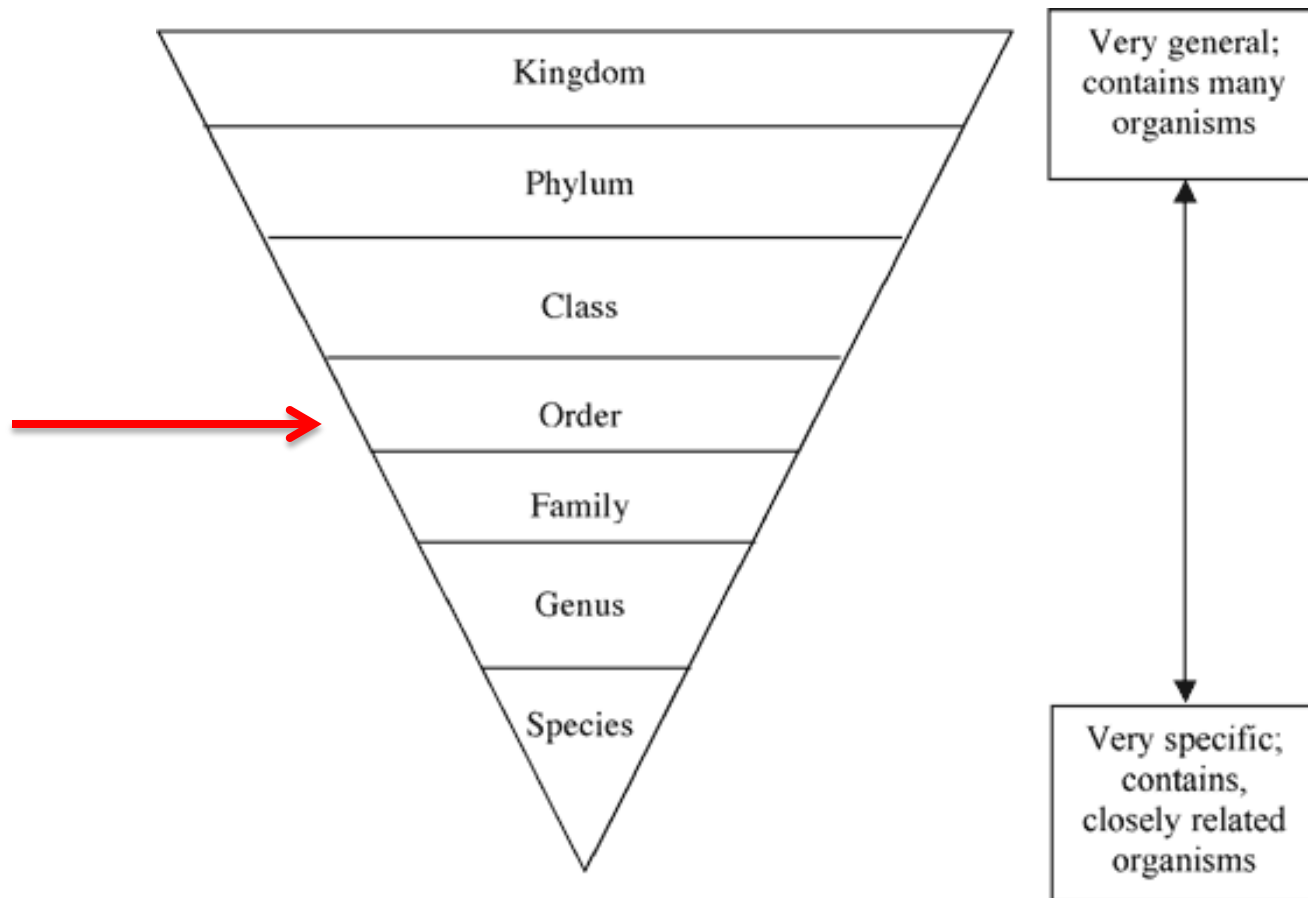 Kingdom
Phylum
Class
Order
Family
Genus
Species
Very general;
contains many
organisms
Very specific;
contains,
closely related
organisms